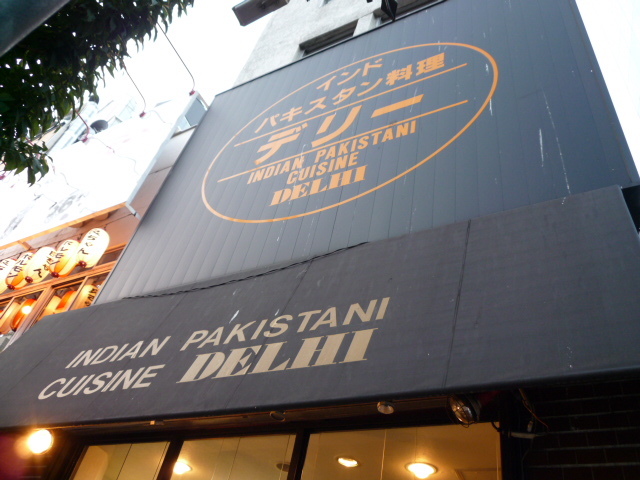 インド
パキスタン料理
デリー
INDIAN PAKISTANI
CUISINE
DELHI
INDIAN PAKISTANI
CUISINE DELHI